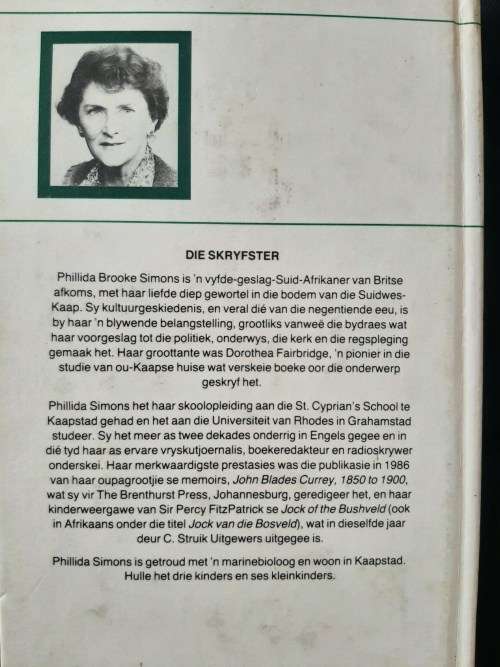 DIE SKRYFSTER
Phillida Brooke Simons is 'n vyfde-geslag-Suid-Afrikaner van Britse
afkoms, met haar liefde diep gewortel in die bodem van die Suidwes-
Kaap. Sy kultuurgeskiedenis, en veral dié van die negentiende eeu, is
by haar 'n blywende belangstelling, grootliks vanweë die bydraes wat
haar voorgeslag tot die politiek, onderwys, die kerk en die regspleging
gemaak het. Haar groottante was Dorothea Fairbridge, 'n pionier in die
studie van ou-Kaapse huise wat verskeie boeke oor die onderwerp
geskryf het.
Phillida Simons het haar skoolopleiding aan die St. Cyprian's School te
Kaapstad gehad en het aan die Universiteit van Rhodes in Grahamstad
studeer. Sy het meer as twee dekades onderrig in Engels gegee en in
dié tyd haar as ervare vryskutjoernalis, boekeredakteur en radioskrywer
onderskei. Haar merkwaardigste prestasies was die publikasie in 1986
van haar oupagrootjie se memoirs, John Blades Currey, 1850 to 1900,
wat sy vir The Brenthurst Press, Johannesburg, geredigeer het, en haar
kinderweergawe van Sir Percy FitzPatrick se Jock of the Bushveld (ook
in Afrikaans onder die titel Jock van die Bosveld), wat in dieselfde jaar
deur C. Struik Uitgewers uitgegee is.
Phillida Simons is getroud met 'n marinebioloog en woon in Kaapstad.
Hulle het drie kinders en ses kleinkinders.